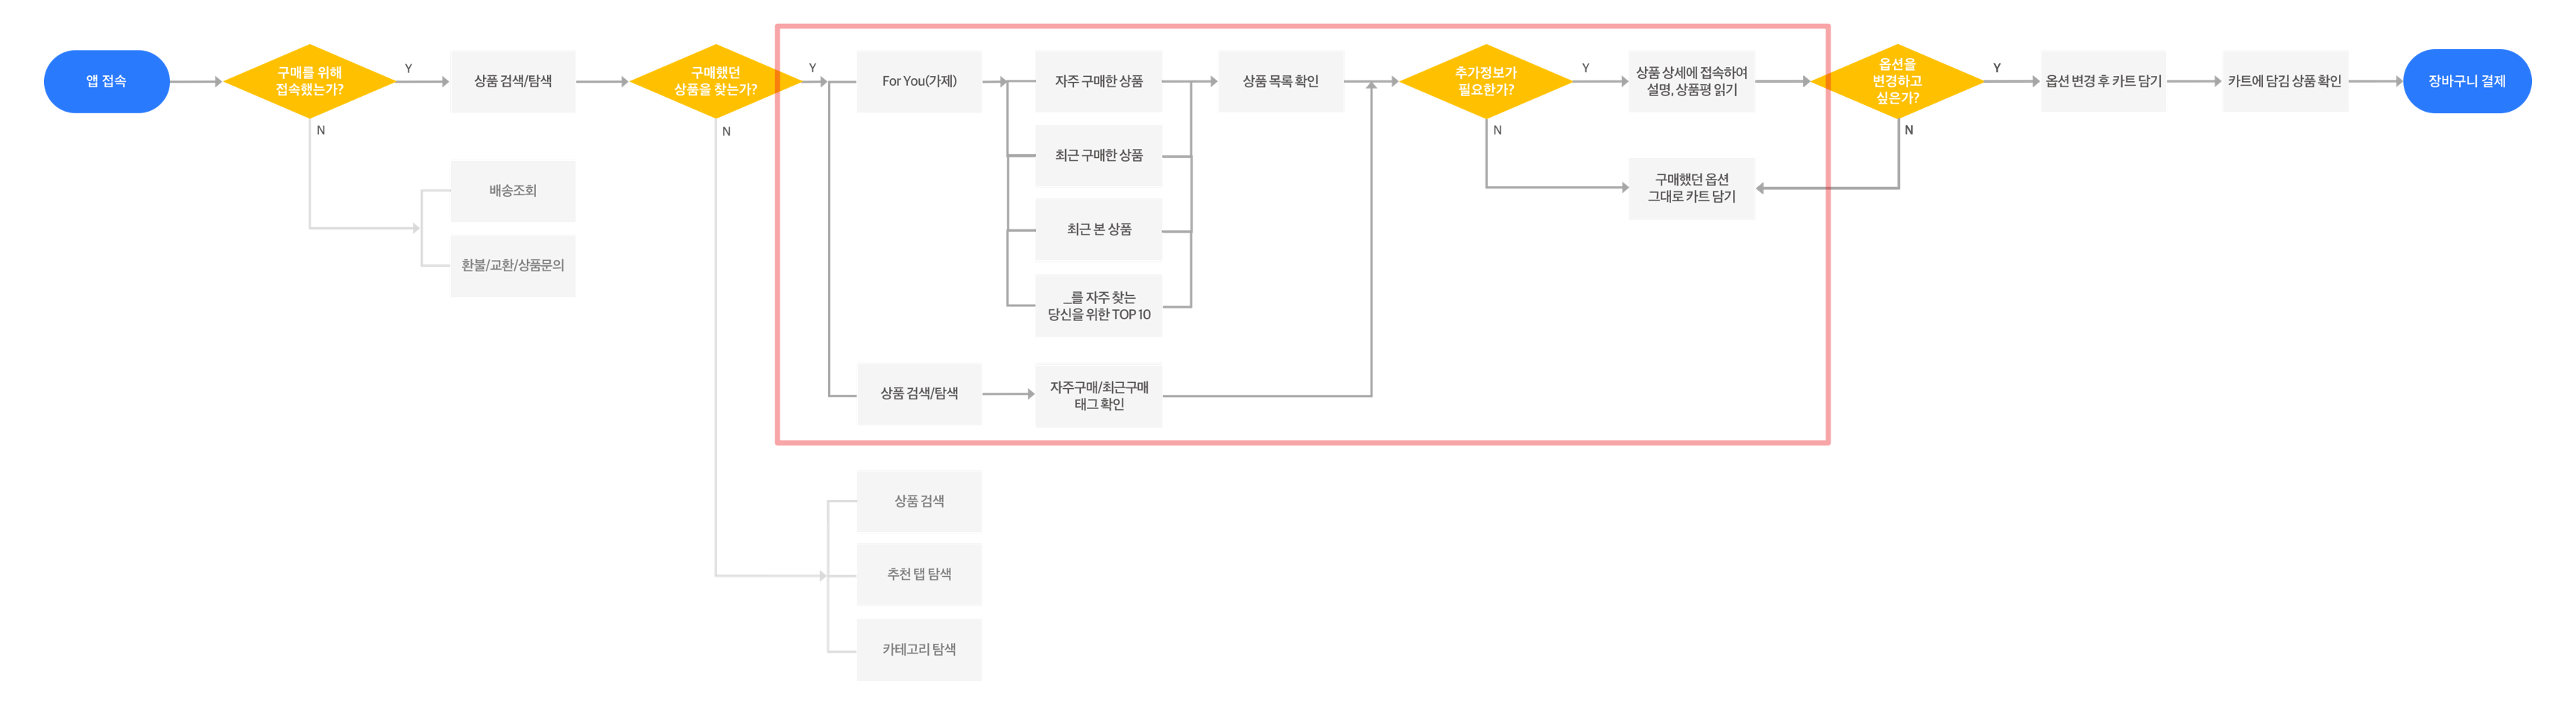 앱 접속
구매를 위해
접속했는가?
Y
N
상품 검색/탐색
배송조회
환불/교환/상품문의
구매했던
상품을 찾는가?
Y
N
For You(가제)
자주 구매한 상품
최근 구매한 상품
최근 본 상품
_를 자주 찾는
당신을 위한 TOP 10
상품 목록 확인
상품 검색/탐색
자주구매/최근구매
태그 확인
추가정보가
필요한가?
Y
N
상품 상세에 접속하여
설명, 상품평 읽기
구매했던 옵션
그대로 카트 담기
옵션을
변경하고
싶은가?
Y
N
옵션 변경 후 카트 담기
카트에 담긴 상품 확인
장바구니 결제
상품 검색
추천 탭 탐색
카테고리 탐색